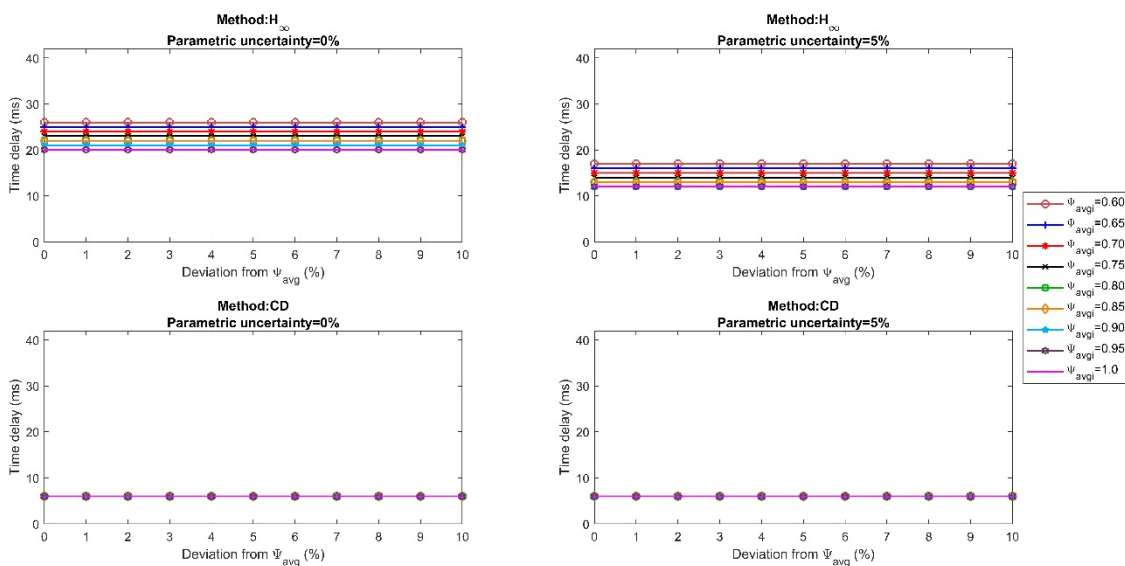 Method:H∞
Parametric uncertainty=0%
Time delay (ms)
40
30
20
10
0
0 1 2 3 4 5 6 7 8 9 10
Deviation from Ψavg (%)
Method:H∞
Parametric uncertainty=5%
Time delay (ms)
40
30
20
10
0
0 1 2 3 4 5 6 7 8 9 10
Deviation from Ψavg (%)
Ψavgi=0.60
Ψavgi=0.65
Ψavgi=0.70
Ψavgi=0.75
Ψavgi=0.80
Ψavgi=0.85
Ψavgi=0.90
Ψavgi=0.95
Ψavgi=1.0
Method:CD
Parametric uncertainty=0%
Time delay (ms)
40
30
20
10
0
0 1 2 3 4 5 6 7 8 9 10
Deviation from Ψavg (%)
Method:CD
Parametric uncertainty=5%
Time delay (ms)
40
30
20
10
0
0 1 2 3 4 5 6 7 8 9 10
Deviation from Ψavg (%)